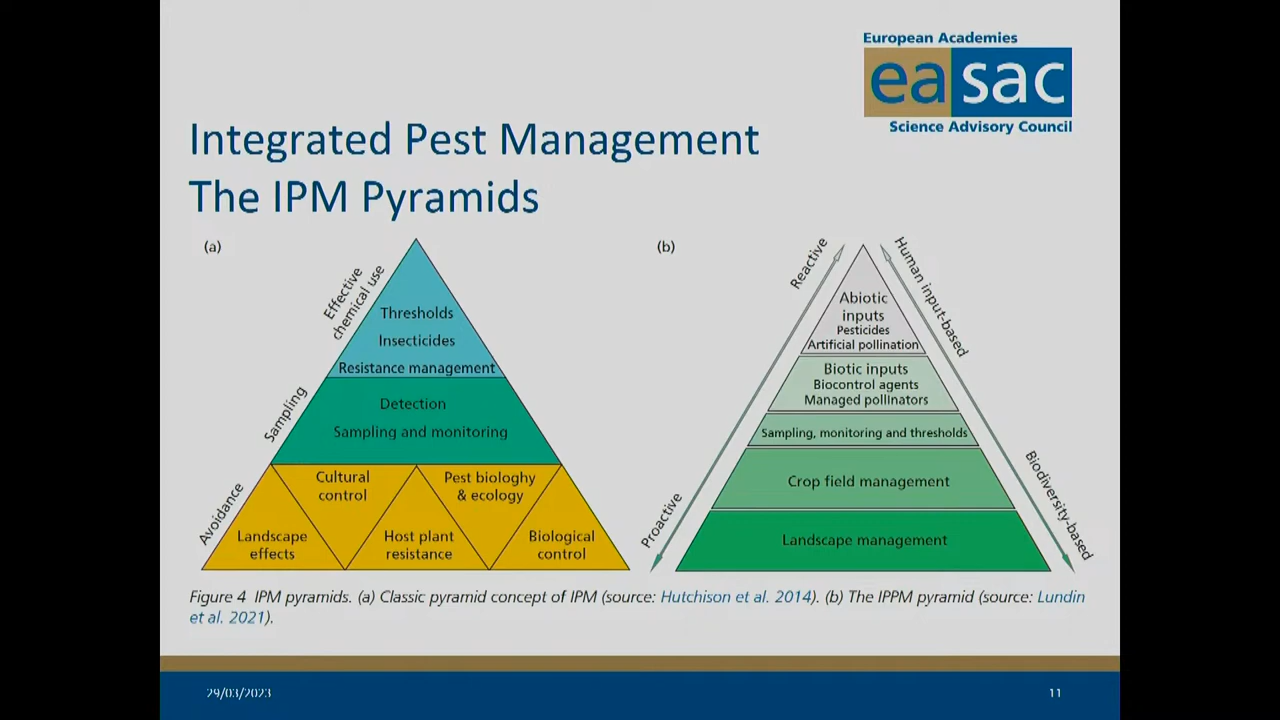 European Academies
easac
Science Advisory Council
Integrated Pest Management
The IPM Pyramids
(a)
Effective
chemical use
Sampling
Avoidance
Thresholds
Insecticides
Resistance management
Detection
Sampling and monitoring
Cultural
control
Pest biologhy
& ecology
Landscape
effects
Host plant
resistance
Biological
control
(b)
Reactive
Proactive
Human input-based
Biodiversity-based
Abiotic
inputs
Pesticides
Artificial pollination
Biotic inputs
Biocontrol agents
Managed pollinators
Sampling, monitoring and thresholds
Crop field management
Landscape management
Figure 4 IPM pyramids. (a) Classic pyramid concept of IPM (source: Hutchison et al. 2014). (b) The IPPM pyramid (source: Lundin
et al. 2021).
29/03/2023
11